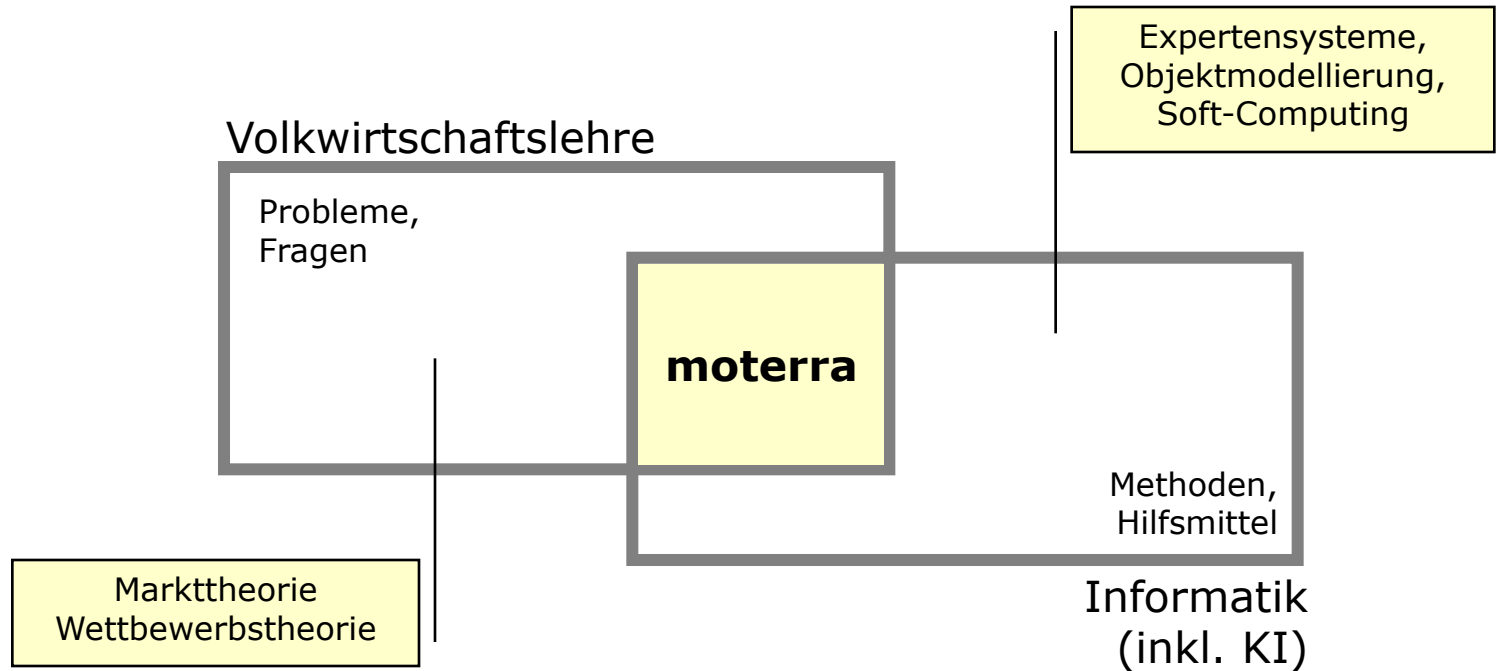 Expertensysteme,
Objektmodellierung,
Soft-Computing
Volkwirtschaftslehre
Probleme,
Fragen
moterra
Methoden,
Hilfsmittel
Markttheorie
Wettbewerbstheorie
Informatik
(inkl. KI)